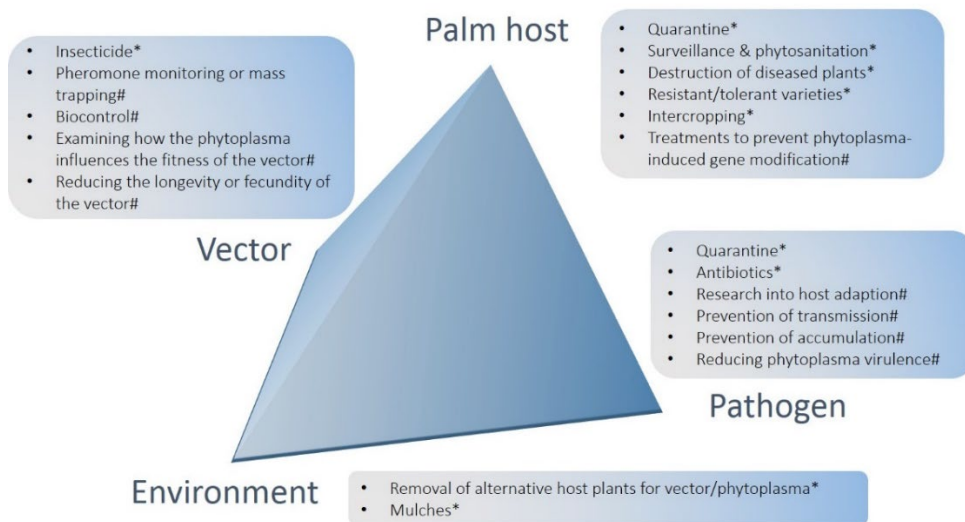 Palm host
• Insecticide*
• Pheromone monitoring or mass
trapping#
• Biocontrol#
• Examining how the phytoplasma
influences the fitness of the vector#
• Reducing the longevity or fecundity of
the vector#
• Quarantine*
• Surveillance & phytosanitation*
• Destruction of diseased plants*
• Resistant/tolerant varieties*
• Intercropping*
• Treatments to prevent phytoplasma-
induced gene modification#
Vector
• Quarantine*
• Antibiotics*
• Research into host adaption#
• Prevention of transmission#
• Prevention of accumulation#
• Reducing phytoplasma virulence#
Pathogen
Environment
• Removal of alternative host plants for vector/phytoplasma*
• Mulches*